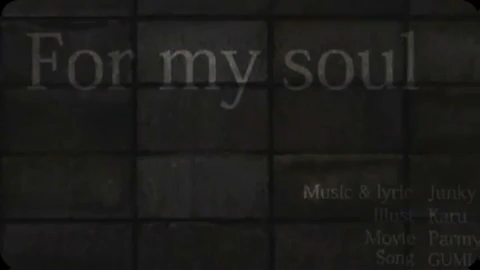 For my soul
Music & lyric Junky
Illust Karu
Movie Parmy
Song GUMI